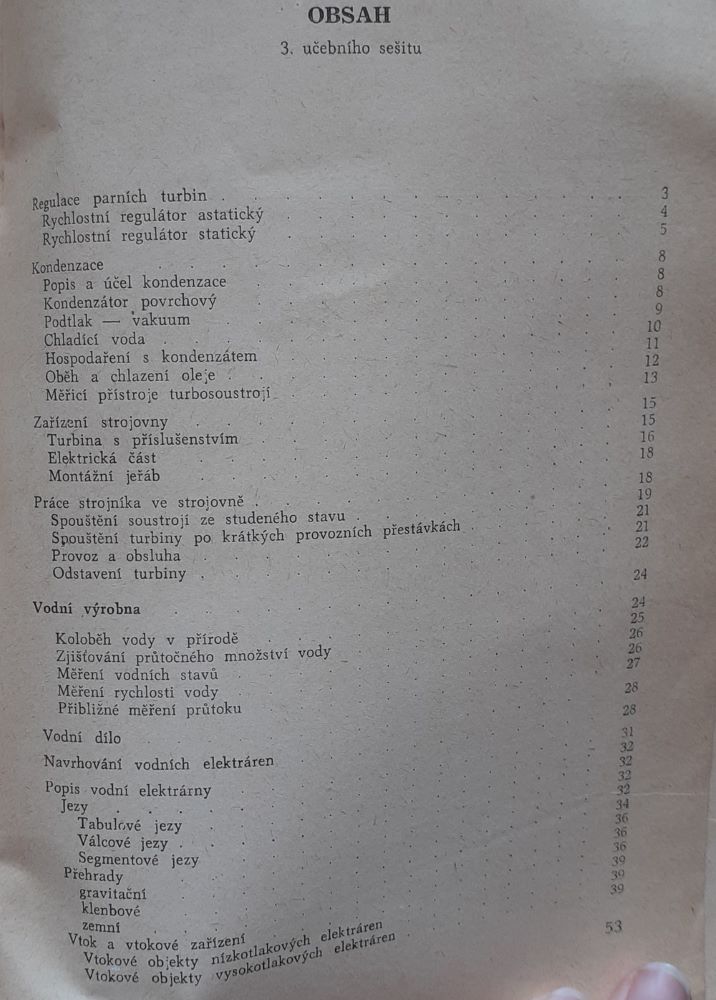 OBSAH
3. učebního sešitu
Regulace parních turbin . . . . . . . . . . . 3
Rychlostní regulátor astatický . . . . . . . . . . . 4
Rychlostní regulátor statický . . . . . . . . . . . 5
Kondenzace . . . . . . . . . . . 8
Popis a účel kondenzace . . . . . . . . . . . 8
Kondenzátor povrchový . . . . . . . . . . . 8
Podtlak — vakuum . . . . . . . . . . . 9
Chladící voda . . . . . . . . . . . 10
Hospodaření s kondenzátem . . . . . . . . . . . 11
Oběh a chlazení oleje . . . . . . . . . . . 12
Měřicí přístroje turbosoustrojí . . . . . . . . . . . 13
Zařízení strojovny . . . . . . . . . . . 15
Turbina s příslušenstvím . . . . . . . . . . . 15
Elektrická část . . . . . . . . . . . 16
Montážní jeřáb . . . . . . . . . . . 18
Práce strojníka ve strojovně . . . . . . . . . . . 18
Spouštění soustrojí ze studeného stavu . . . . . . . . . . 19
Spouštění turbiny po krátkých provozních přestávkách . . . . . . 21
Provoz a obsluha . . . . . . . . . . . 21
Odstavení turbiny . . . . . . . . . . . 22
Vodní výrobna . . . . . . . . . . . 24
Koloběh vody v přírodě . . . . . . . . . . . 24
Zjišťování průtočného množství vody . . . . . . . . . . 25
Měření vodních stavů . . . . . . . . . . . 26
Měření rychlosti vody . . . . . . . . . . . 26
Přibližné měření průtoku . . . . . . . . . . . 27
Vodní dílo . . . . . . . . . . . 28
Navrhování vodních elektráren . . . . . . . . . . . 28
Popis vodní elektrárny . . . . . . . . . . . 31
Jezy . . . . . . . . . . . 32
Tabulové jezy . . . . . . . . . . . 32
Válcové jezy . . . . . . . . . . . 32
Segmentové jezy . . . . . . . . . . . 32
Přehrady . . . . . . . . . . . 34
gravitační . . . . . . . . . . . 36
klenbové . . . . . . . . . . . 36
zemní . . . . . . . . . . . 36
Vtok a vtokové zařízení . . . . . . . . . . . 39
Vtokové objekty nízkotlakových elektráren . . . . . . . . 39
Vtokové objekty vysokotlakových elektráren . . . . . . . . 39
53